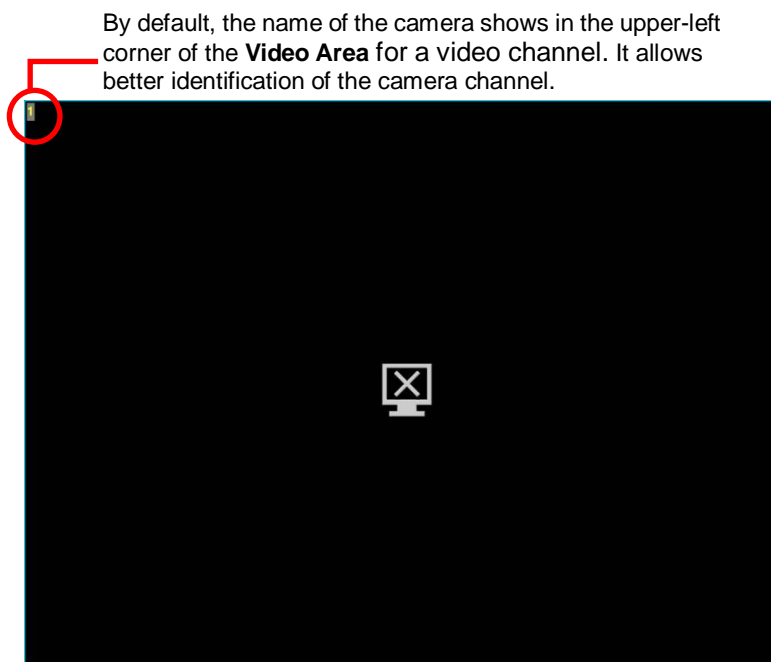 By default, the name of the camera shows in the upper-left
corner of the Video Area for a video channel. It allows
better identification of the camera channel.
1